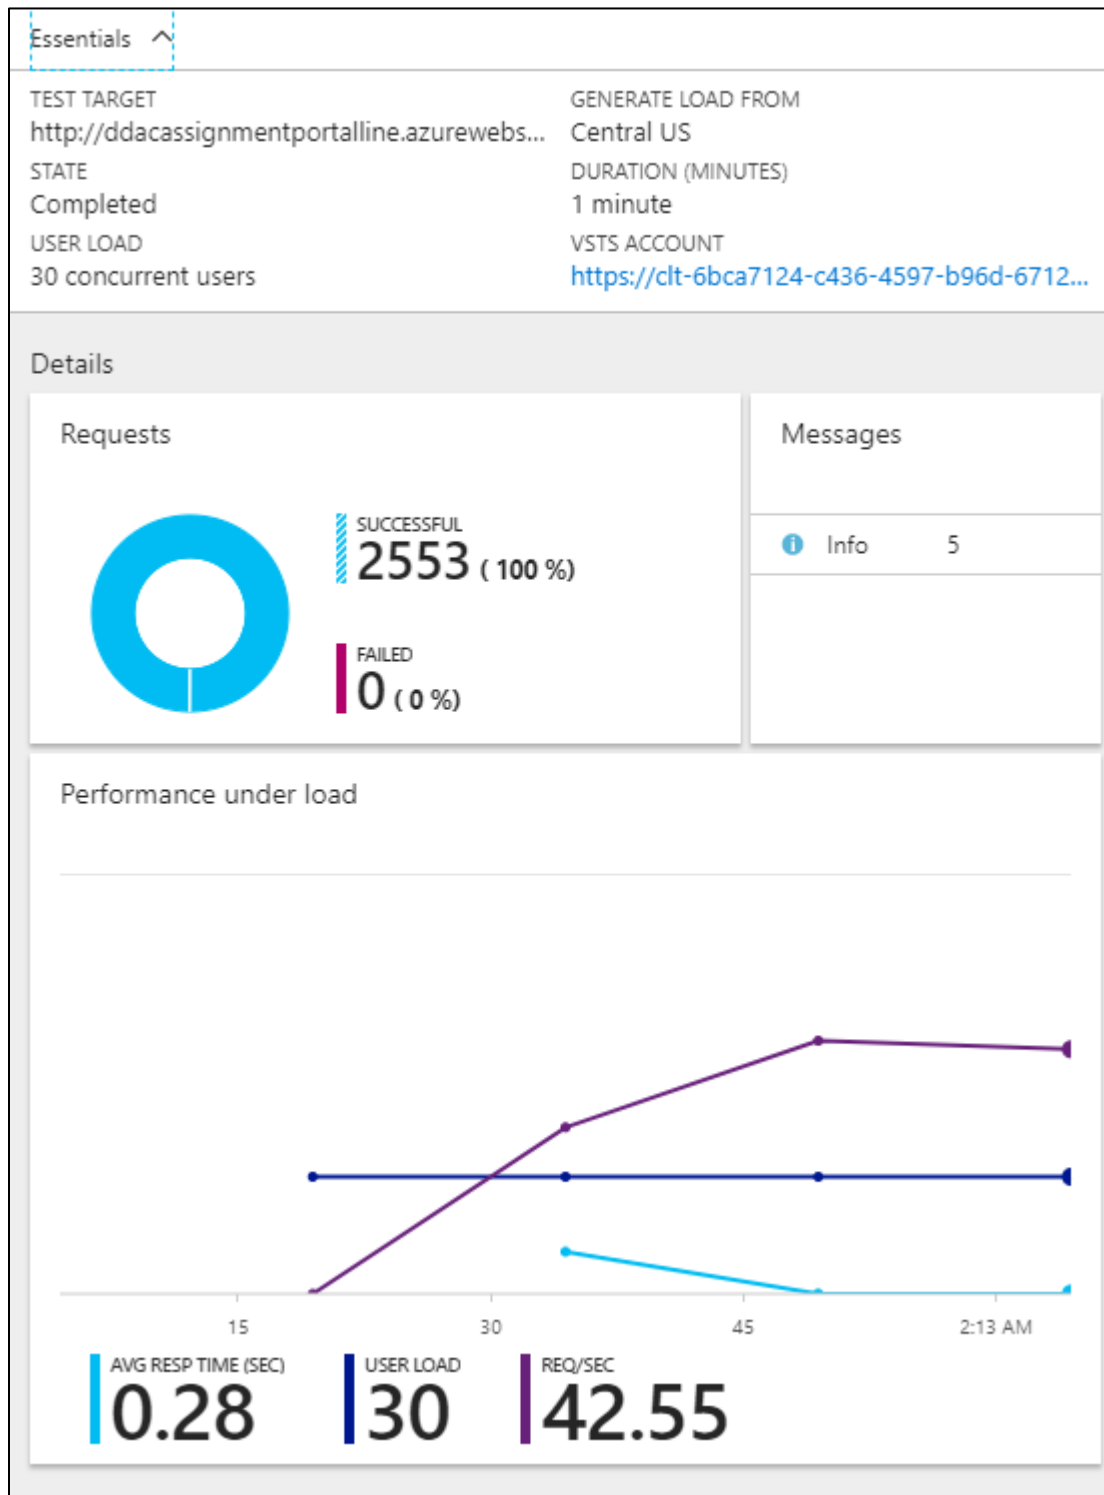 Essentials
TEST TARGET
http://ddacassignmentportalline.azurewebs...
GENERATE LOAD FROM
Central US
STATE
Completed
DURATION (MINUTES)
1 minute
USER LOAD
30 concurrent users
VSTS ACCOUNT
https://clt-6bca7124-c436-4597-b96d-6712...
Details
Requests
SUCCESSFUL
2553 ( 100 %)
FAILED
0 ( 0 %)
Messages
Info 5
Performance under load
15 30 45 2:13 AM
AVG RESP TIME (SEC)
0.28
USER LOAD
30
REQ/SEC
42.55